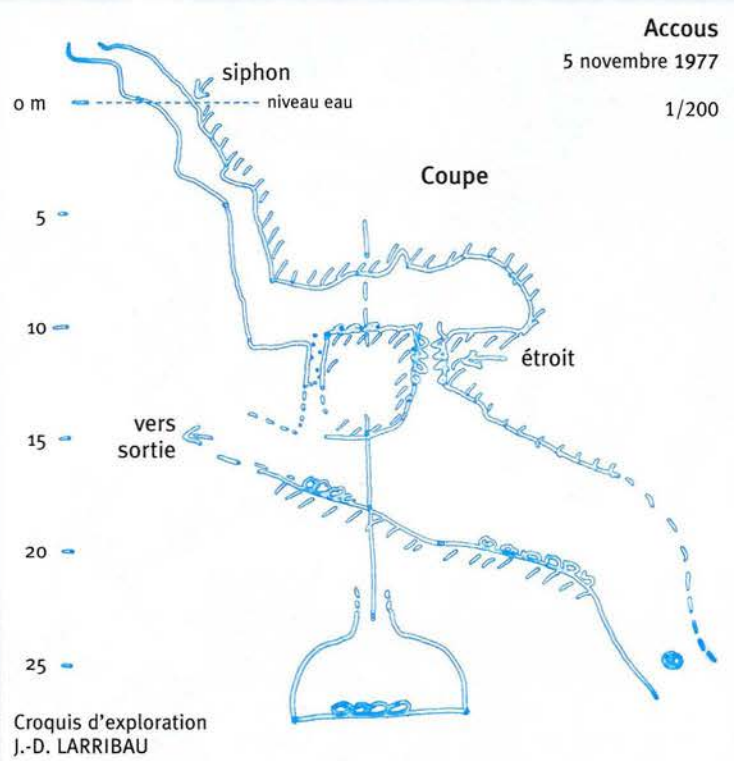 Accous
5 novembre 1977
1/200
siphon
0 m
niveau eau
Coupe
5
10
étroit
vers
sortie
15
20
25
Croquis d'exploration
J.-D. LARRIBAU